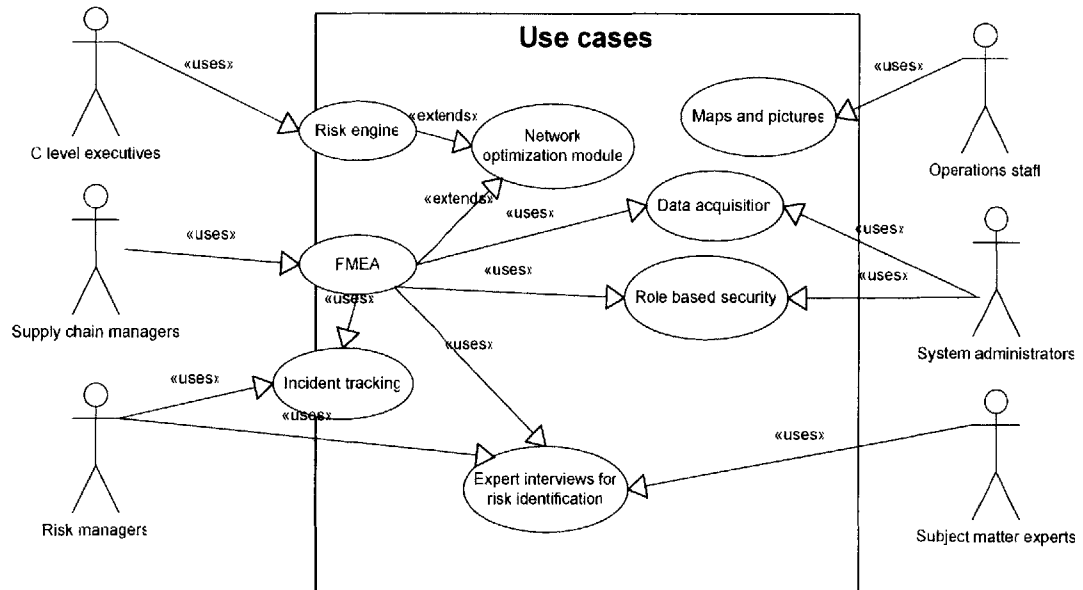 Use cases
«uses»
«uses»
C level executives
Risk engine
«extends»
Network
optimization module
Maps and pictures
Operations staff
«extends»
«uses»
Data acquisition
«uses»
FMEA
«uses»
Role based security
«uses»
Supply chain managers
«uses»
System administrators
«uses»
«uses»
Incident tracking
«uses»
«uses»
Expert interviews for
risk identification
Risk managers
Subject matter experts